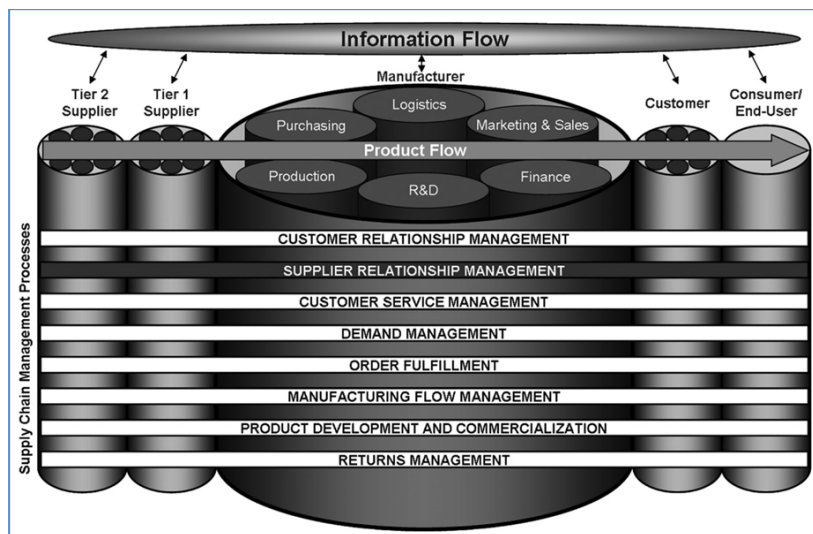 Information Flow
Manufacturer
Tier 2
Supplier
Tier 1
Supplier
Customer
Consumer/
End-User
Logistics
Purchasing
Marketing & Sales
Product Flow
Production
R&D
Finance
Supply Chain Management Processes
CUSTOMER RELATIONSHIP MANAGEMENT
SUPPLIER RELATIONSHIP MANAGEMENT
CUSTOMER SERVICE MANAGEMENT
DEMAND MANAGEMENT
ORDER FULFILLMENT
MANUFACTURING FLOW MANAGEMENT
PRODUCT DEVELOPMENT AND COMMERCIALIZATION
RETURNS MANAGEMENT